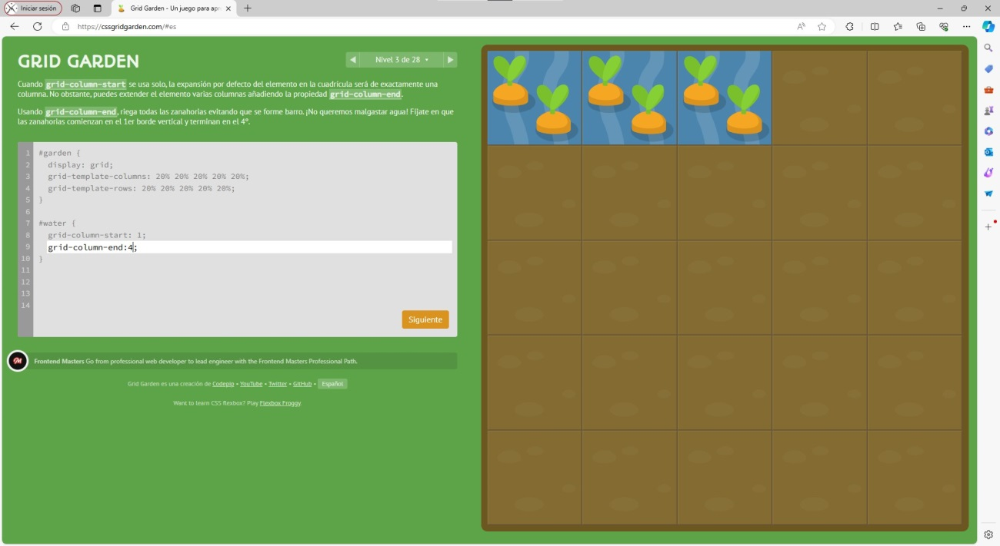 Iniciar sesión
Grid Garden - Un juego para apr
https://cssgridgarden.com/#es
GRID GARDEN
Nivel 3 de 28
Cuando grid-column-start se usa solo, la expansión por defecto del elemento en la cuadrícula será de exactamente una
columna. No obstante, puedes extender el elemento varias columnas añadiendo la propiedad grid-column-end.
Usando grid-column-end, riega todas las zanahorias evitando que se forme barro. ¡No queremos malgastar agua! Fíjate en que
las zanahorias comienzan en el 1er borde vertical y terminan en el 4º.
1 #garden {
2 display: grid;
3 grid-template-columns: 20% 20% 20% 20% 20%;
4 grid-template-rows: 20% 20% 20% 20% 20%;
5 }
6
7 #water {
8 grid-column-start: 1;
9 grid-column-end:4;
10 }
11
12
13
14
Siguiente
Frontend Masters Go from professional web developer to lead engineer with the Frontend Masters Professional Path.
Grid Garden es una creación de Codepip • YouTube • Twitter • GitHub • Español
Want to learn CSS flexbox? Play Flexbox Froggy.